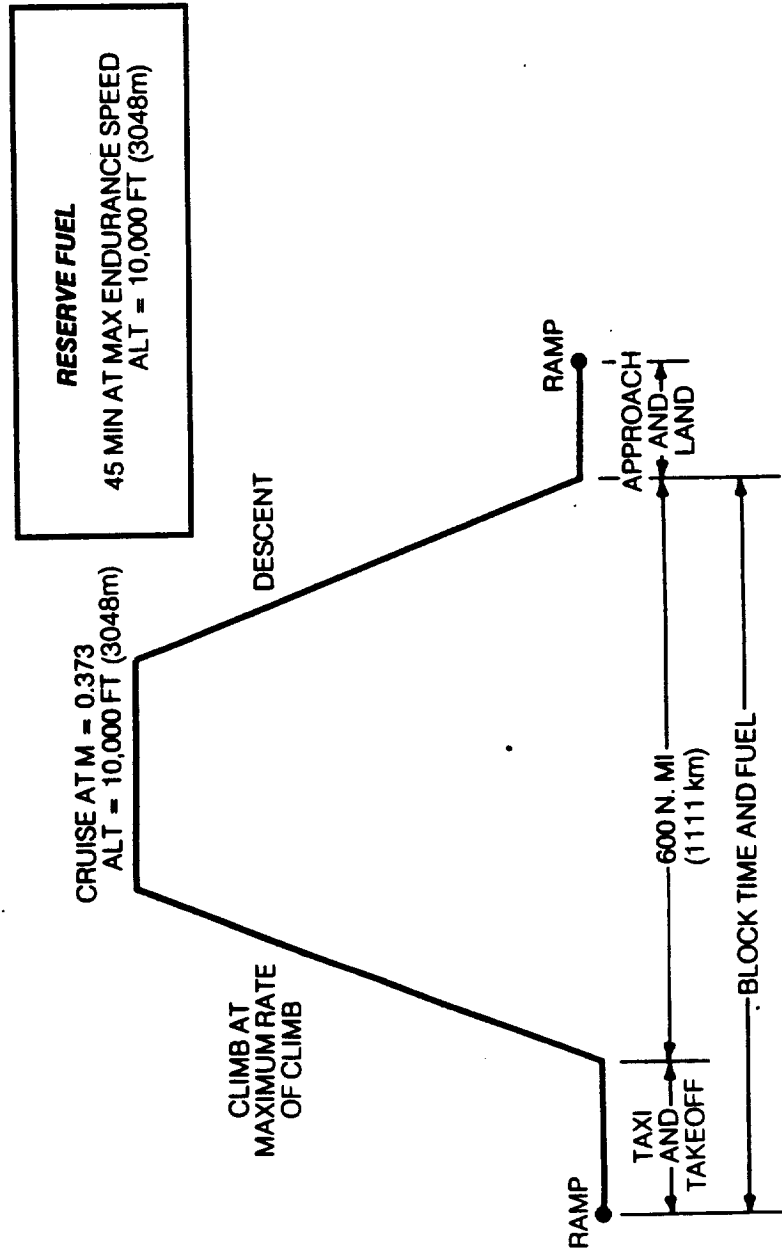 RESERVE FUEL
45 MIN AT MAX ENDURANCE SPEED
ALT = 10,000 FT (3048m)
CRUISE AT M = 0.373
ALT = 10,000 FT (3048m)
CLIMB AT
MAXIMUM RATE
OF CLIMB
DESCENT
RAMP
RAMP
TAXI
AND
TAKEOFF
600 N. MI
(1111 km)
APPROACH
AND
LAND
BLOCK TIME AND FUEL